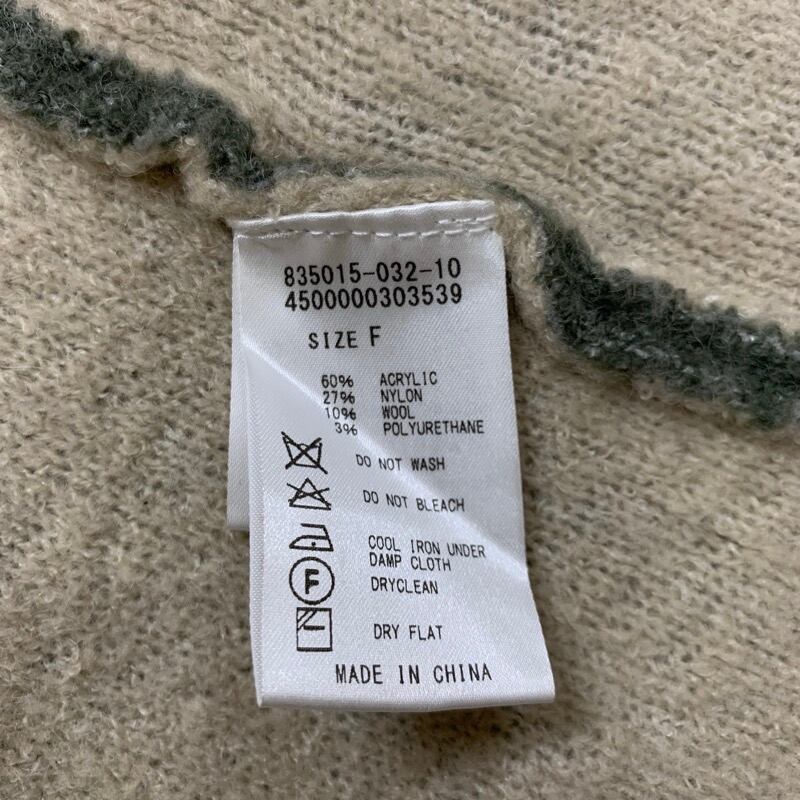 835015-032-10
4500000303539
SIZE F
60% ACRYLIC
27% NYLON
10% WOOL
3% POLYURETHANE
DO NOT WASH
DO NOT BLEACH
COOL IRON UNDER
DAMP CLOTH
F DRYCLEAN
DRY FLAT
MADE IN CHINA